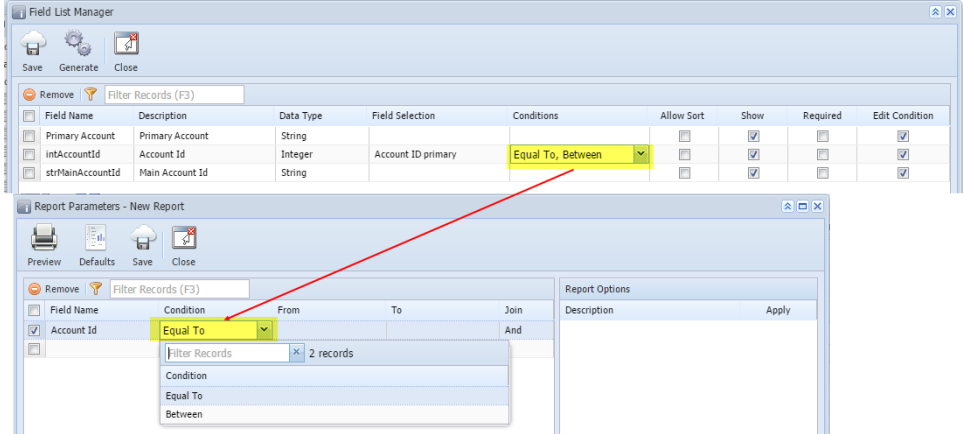 Field List Manager
Save Generate Close
Remove Filter Records (F3)
Field Name Description Data Type Field Selection Conditions Allow Sort Show Required Edit Condition
Primary Account Primary Account String
intAccountId Account Id Integer Account ID primary Equal To, Between
strMainAccountId Main Account Id String
Report Parameters - New Report
Preview Defaults Save Close
Remove Filter Records (F3) Report Options
Field Name Condition From To Join Description Apply
Account Id Equal To And
Filter Records 2 records
Condition
Equal To
Between